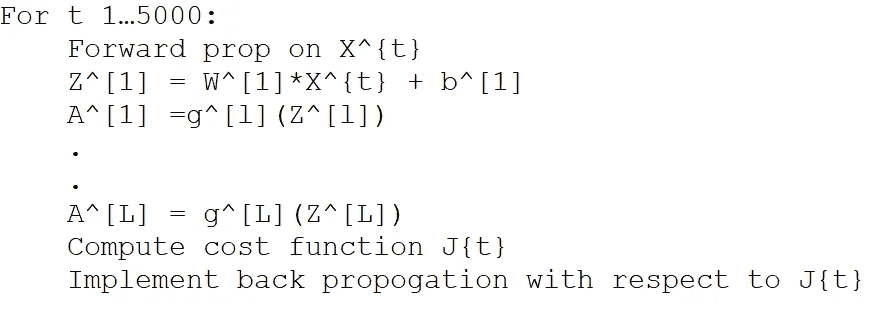 For t 1…5000:
Forward prop on X^{t}
Z^[1] = W^[1]*X^{t} + b^[1]
A^[1] =g^[l](Z^[l])
.
.
A^[L] = g^[L](Z^[L])
Compute cost function J{t}
Implement back propogation with respect to J{t}